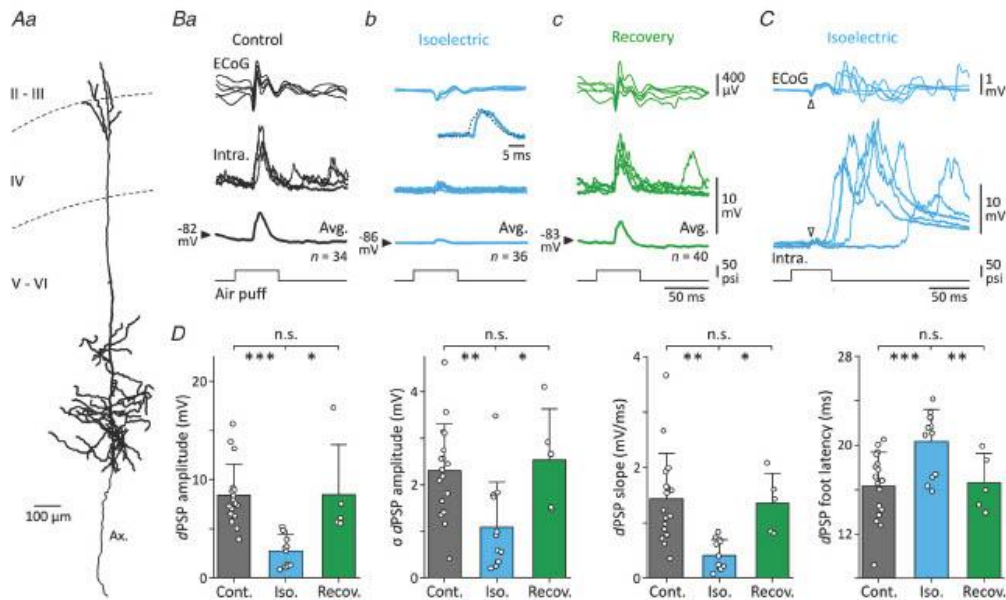 Aa
II - III
IV
V - VI
100 µm
Ax.
Ba
Control
ECoG
Intra.
-82
mV
Avg.
n = 34
Air puff
b
Isoelectric
5 ms
-86
mV
Avg.
n = 36
c
Recovery
400
µV
10
mV
-83
mV
Avg.
n = 40
50
psi
50 ms
C
Isoelectric
ECoG
1
mV
10
mV
Intra.
50
psi
50 ms
D
n.s.
*** *
dPSP amplitude (mV)
20
10
0
Cont. Iso. Recov.
n.s.
** *
σ dPSP amplitude (mV)
4
2
0
Cont. Iso. Recov.
n.s.
** *
dPSP slope (mV/ms)
4
2
0
Cont. Iso. Recov.
n.s.
*** **
dPSP foot latency (ms)
28
20
12
Cont. Iso. Recov.